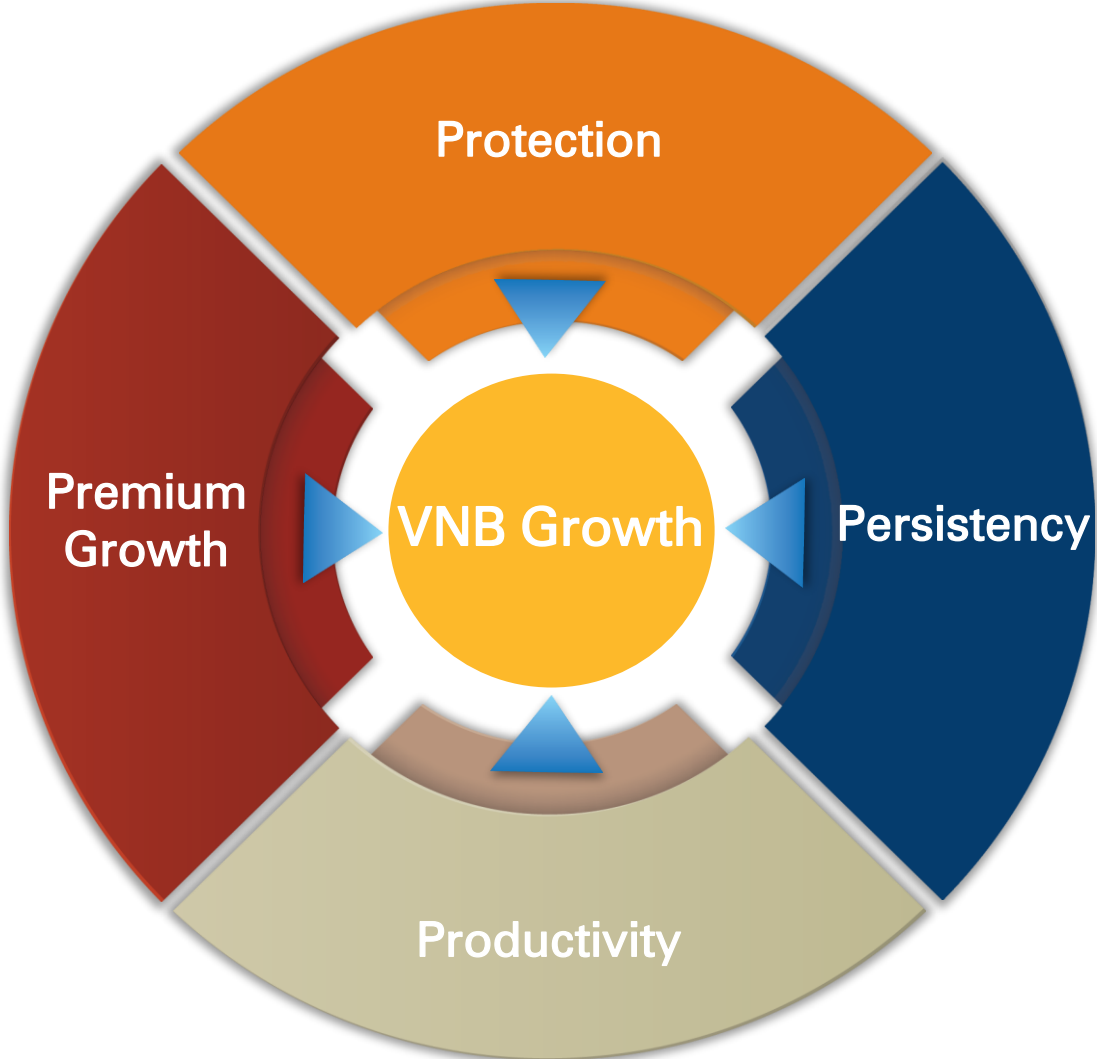 Protection
Premium
Growth
VNB Growth
Persistency
Productivity